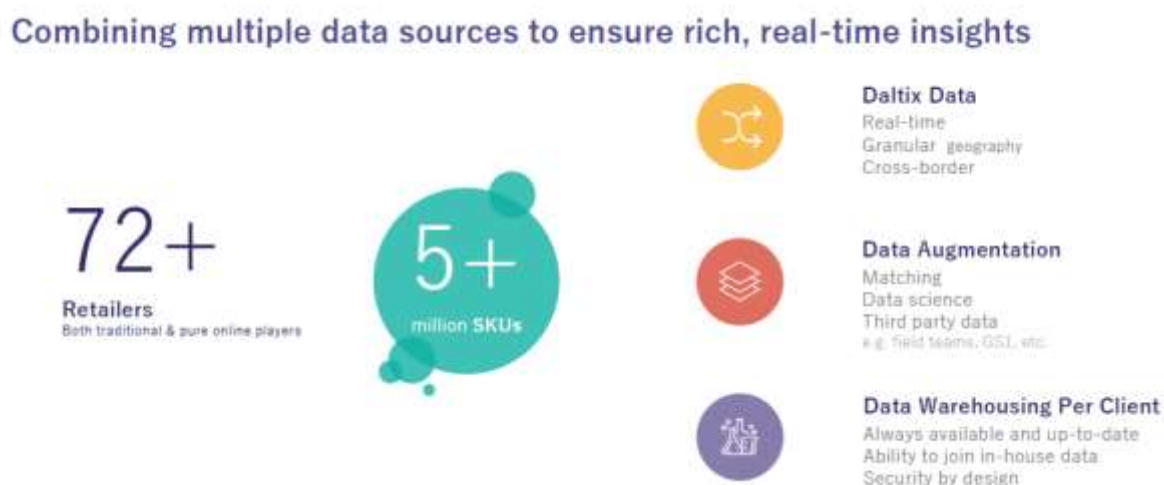 Combining multiple data sources to ensure rich, real-time insights
72+
Retailers
Both traditional & pure online players
5+
million SKUs
Daltix Data
Real-time
Granular geography
Cross-border
Data Augmentation
Matching
Data science
Third party data
e.g. field teams, GS1, etc.
Data Warehousing Per Client
Always available and up-to-date
Ability to join in-house data
Security by design